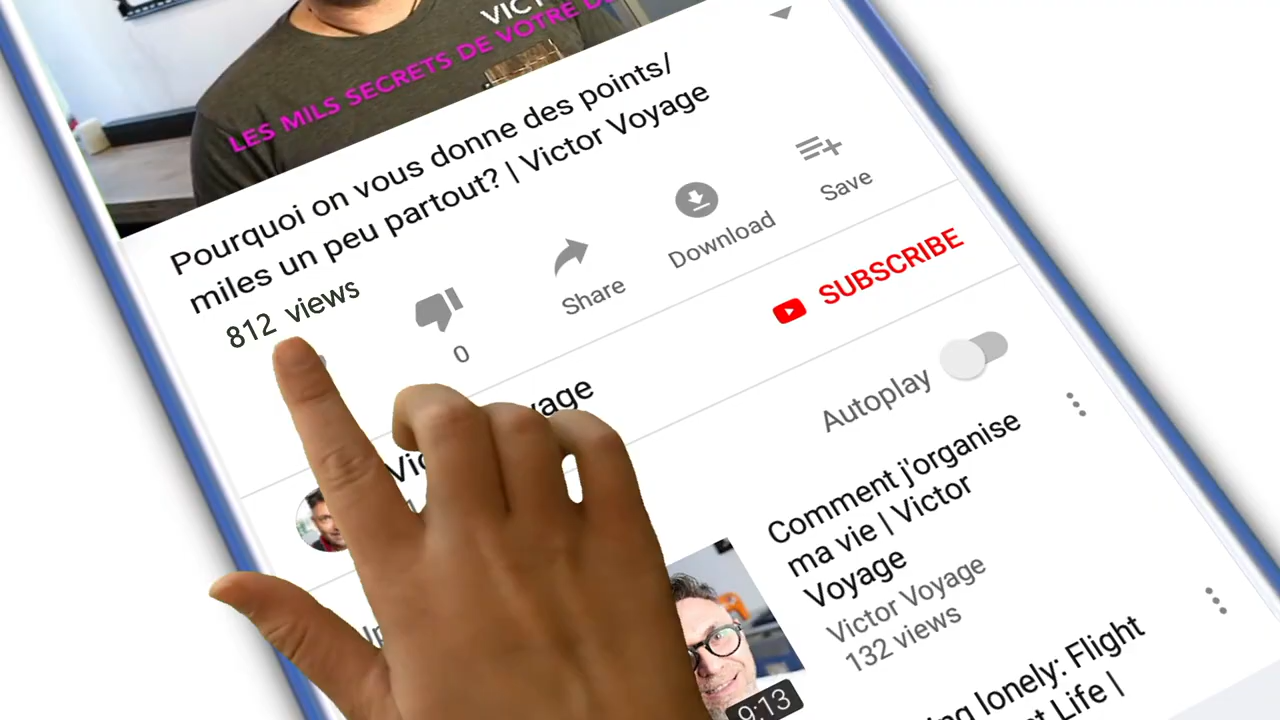 VICT
LES MILS SECRETS DE VOTRE
Pourquoi on vous donne des points/
miles un peu partout? | Victor Voyage
812 views
0
Share
Download
Save
SUBSCRIBE
Autoplay
Comment j'organise
ma vie | Victor
Voyage
Victor Voyage
132 views
9:13
lonely: Flight
Life |